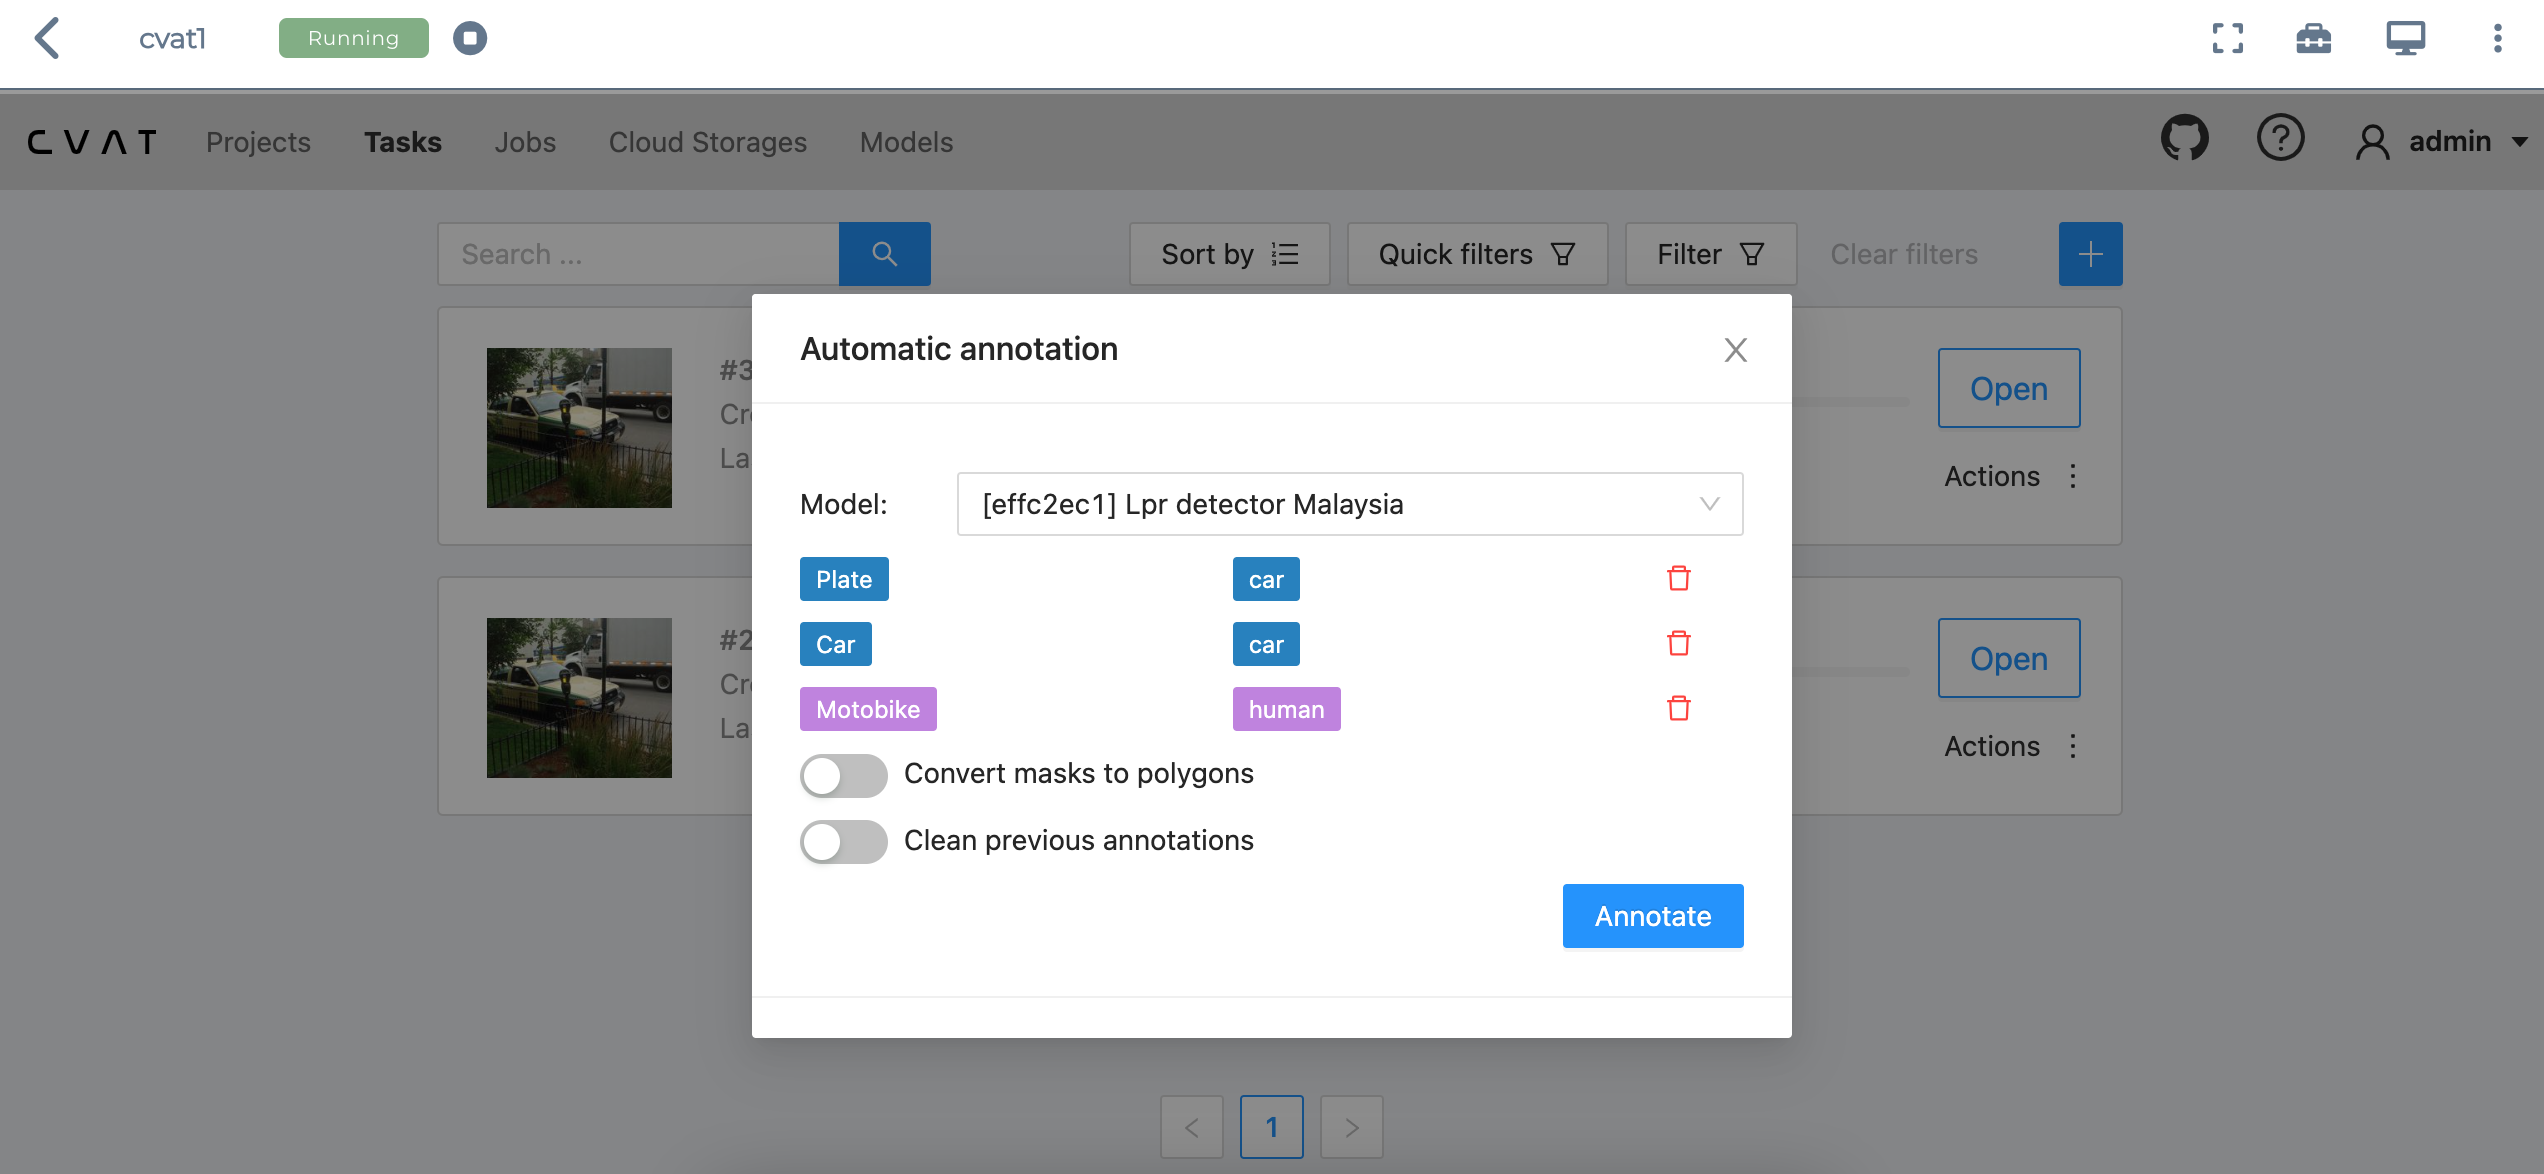 cvat1 Running
CVAT Projects Tasks Jobs Cloud Storages Models admin
Search ... Sort by Quick filters Filter Clear filters
Automatic annotation
#3
Cre
La
Open
Actions
Model: [effc2ec1] Lpr detector Malaysia
Plate car
Car car
Motobike human
#2
Cre
La
Open
Actions
Convert masks to polygons
Clean previous annotations
Annotate
1